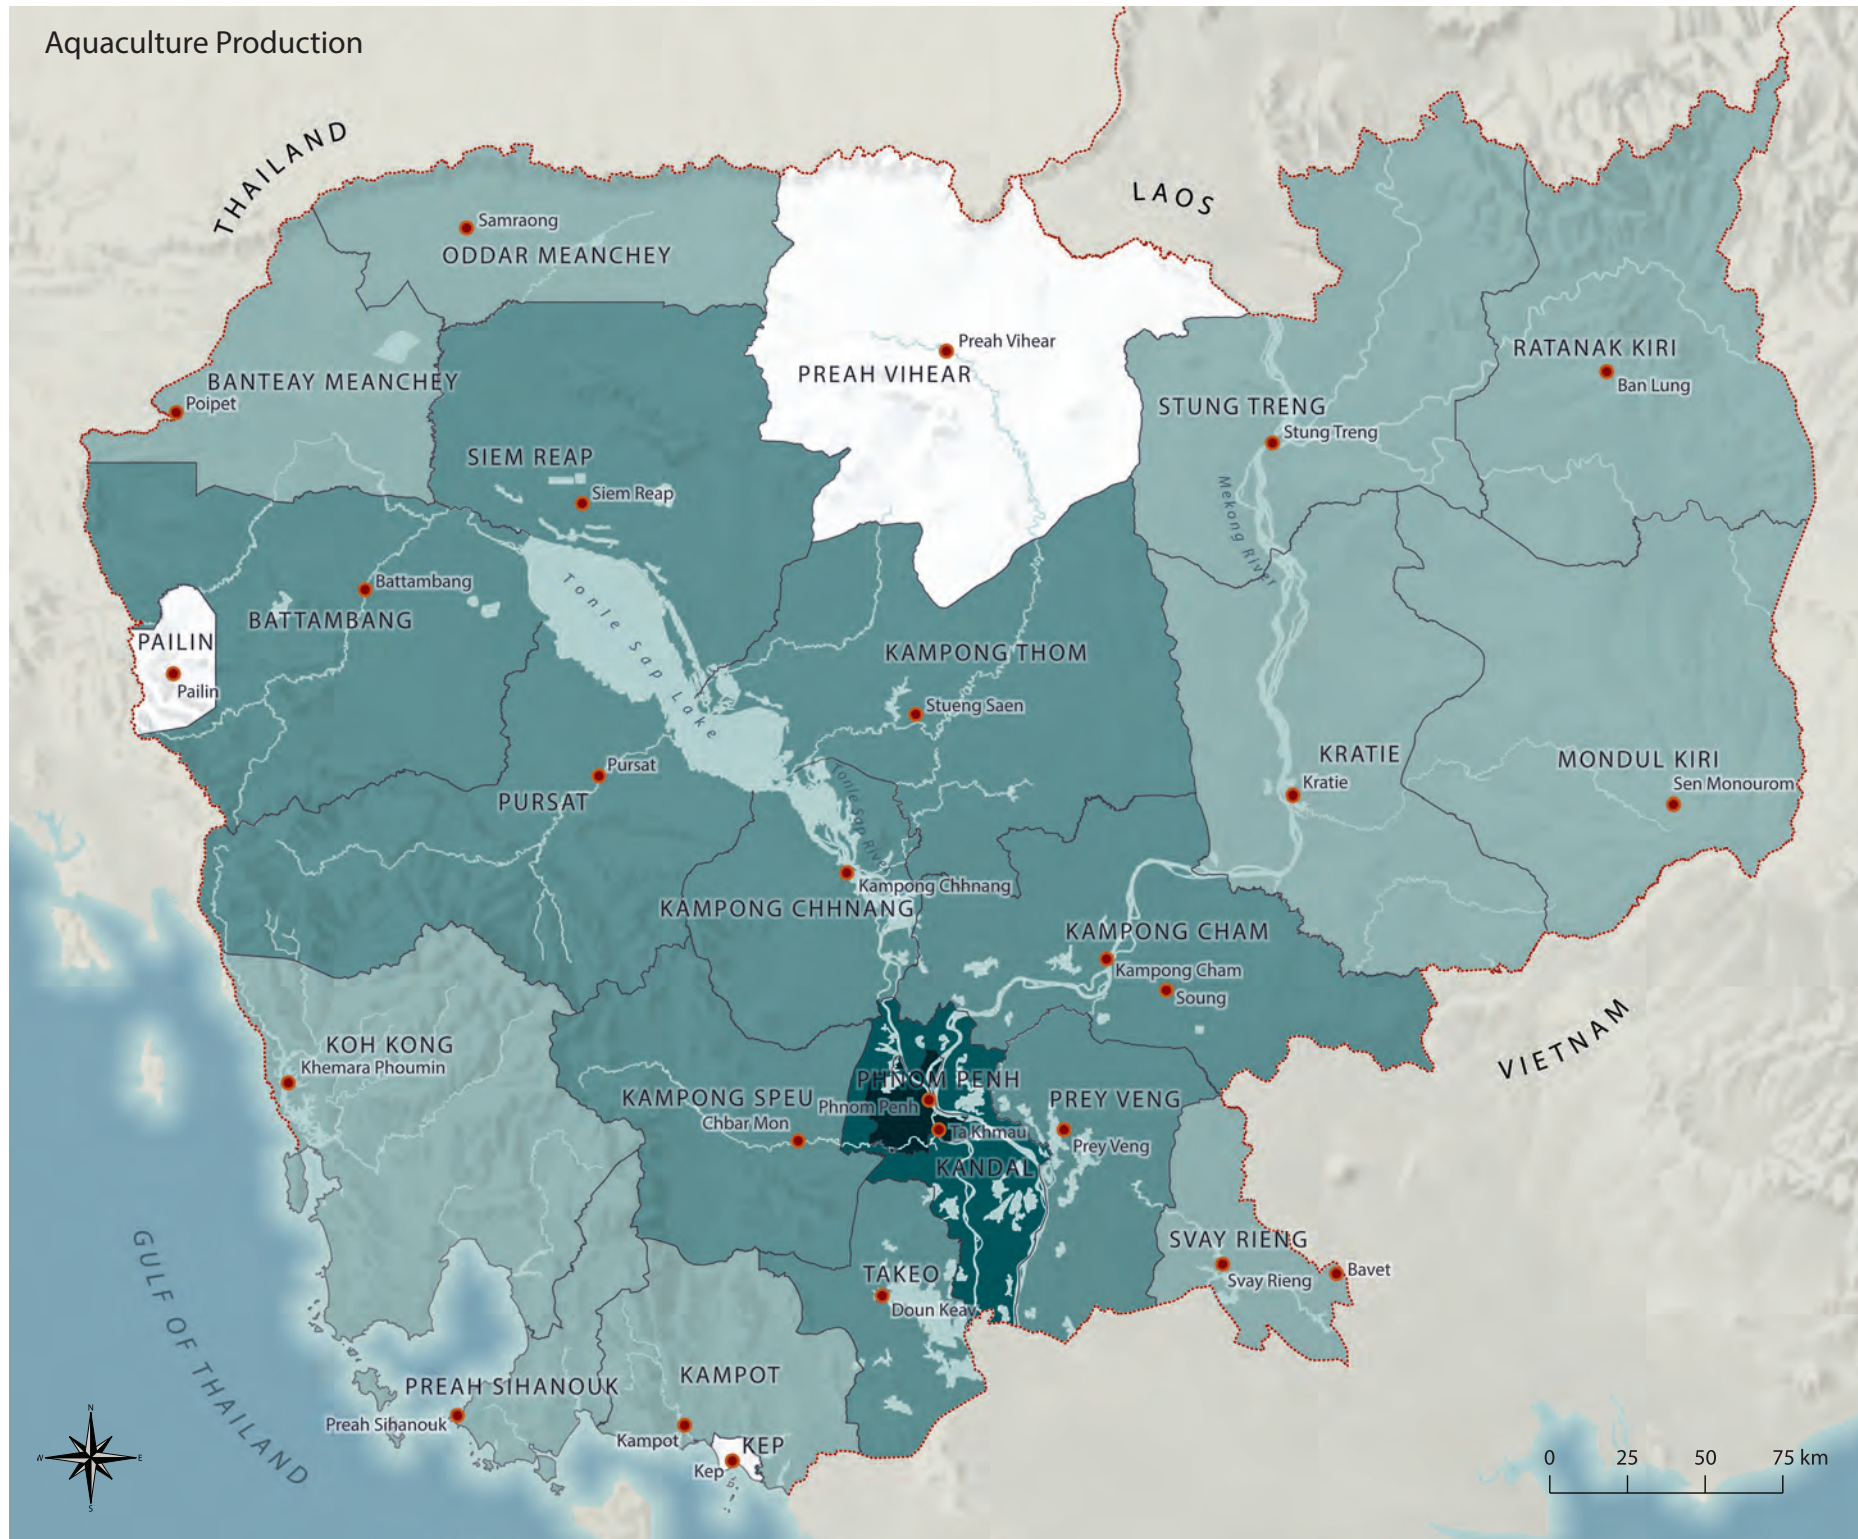 Aquaculture Production
THAILAND
LAOS
Samraong
ODDAR MEANCHEY
Preah Vihear
PREAH VIHEAR
RATANAK KIRI
Ban Lung
BANTEAY MEANCHEY
Poipet
STUNG TRENG
Stung Treng
SIEM REAP
Siem Reap
Mekong River
Battambang
BATTAMBANG
Tonle Sap Lake
PAILIN
Pailin
KAMPONG THOM
Stueng Saen
KRATIE
Kratie
MONDUL KIRI
Sen Monourom
Pursat
PURSAT
Tonle Sap River
Kampong Chhnang
KAMPONG CHHNANG
KAMPONG CHAM
Kampong Cham
Soung
VIETNAM
KOH KONG
Khemara Phoumin
KAMPONG SPEU
Chbar Mon
PHNOM PENH
Phnom Penh
Ta Khmau
KANDAL
PREY VENG
Prey Veng
SVAY RIENG
Svay Rieng
Bavet
TAKEO
Doun Keav
GULF OF THAILAND
PREAH SIHANOUK
Preah Sihanouk
KAMPOT
Kampot
KEP
Kep
N
W
E
S
0 25 50 75 km